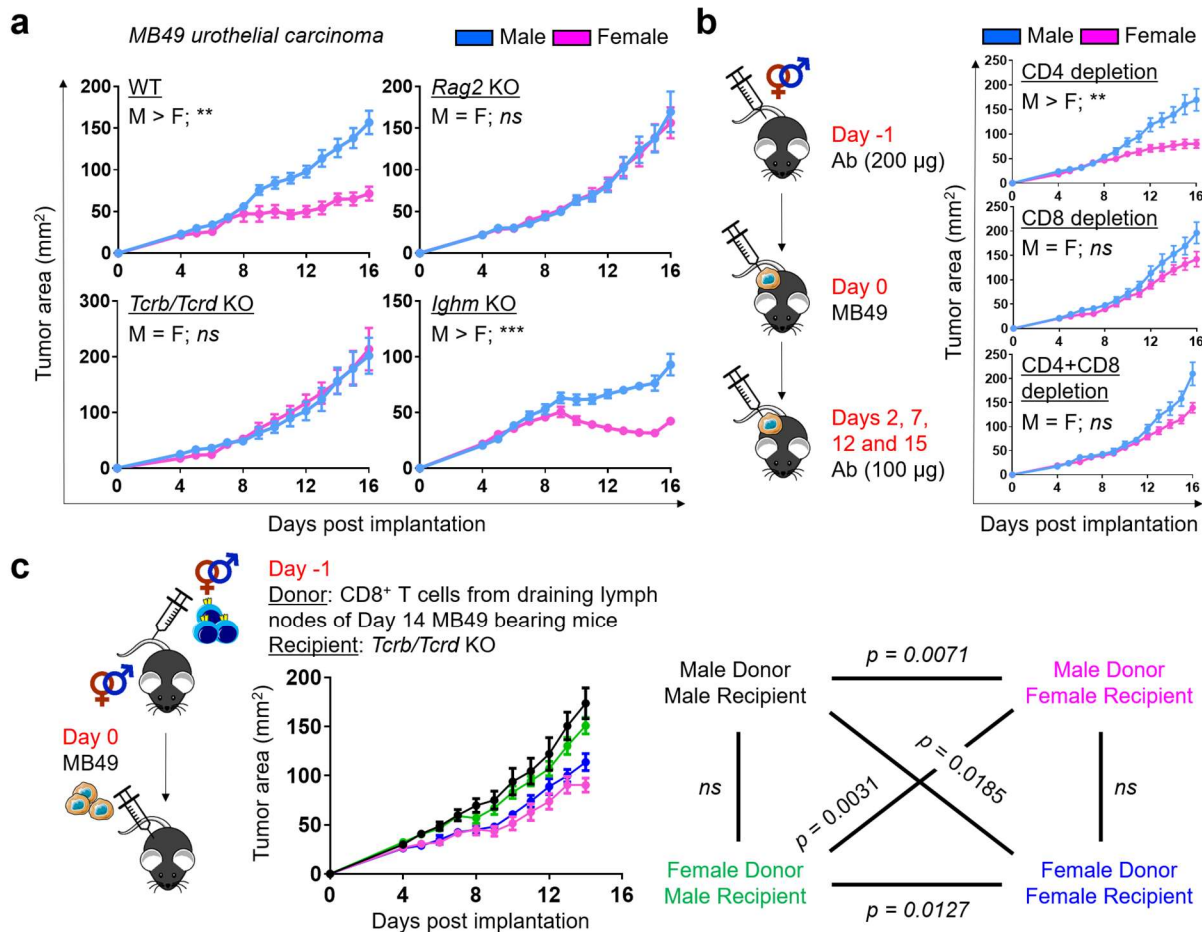 a
MB49 urothelial carcinoma
Male
Female
Tumor area (mm²)
WT
M > F; **
200
150
100
50
0
0 4 8 12 16
Rag2 KO
M = F; ns
200
150
100
50
0
0 4 8 12 16
Tcrb/Tcrd KO
M = F; ns
300
200
100
0
0 4 8 12 16
Ighm KO
M > F; ***
150
100
50
0
0 4 8 12 16
Days post implantation
b
Day -1
Ab (200 µg)
Day 0
MB49
Days 2, 7,
12 and 15
Ab (100 µg)
Male
Female
Tumor area (mm²)
CD4 depletion
M > F; **
250
200
150
100
50
0
0 4 8 12 16
CD8 depletion
M = F; ns
250
200
150
100
50
0
0 4 8 12 16
CD4+CD8
depletion
M = F; ns
250
200
150
100
50
0
0 4 8 12 16
Days post implantation
c
Day -1
Donor: CD8⁺ T cells from draining lymph
nodes of Day 14 MB49 bearing mice
Recipient: Tcrb/Tcrd KO
Day 0
MB49
Tumor area (mm²)
200
150
100
50
0
0 4 8 12 16
Days post implantation
Male Donor
Male Recipient
p = 0.0071
Male Donor
Female Recipient
ns
p = 0.0031
p = 0.0185
ns
Female Donor
Male Recipient
p = 0.0127
Female Donor
Female Recipient